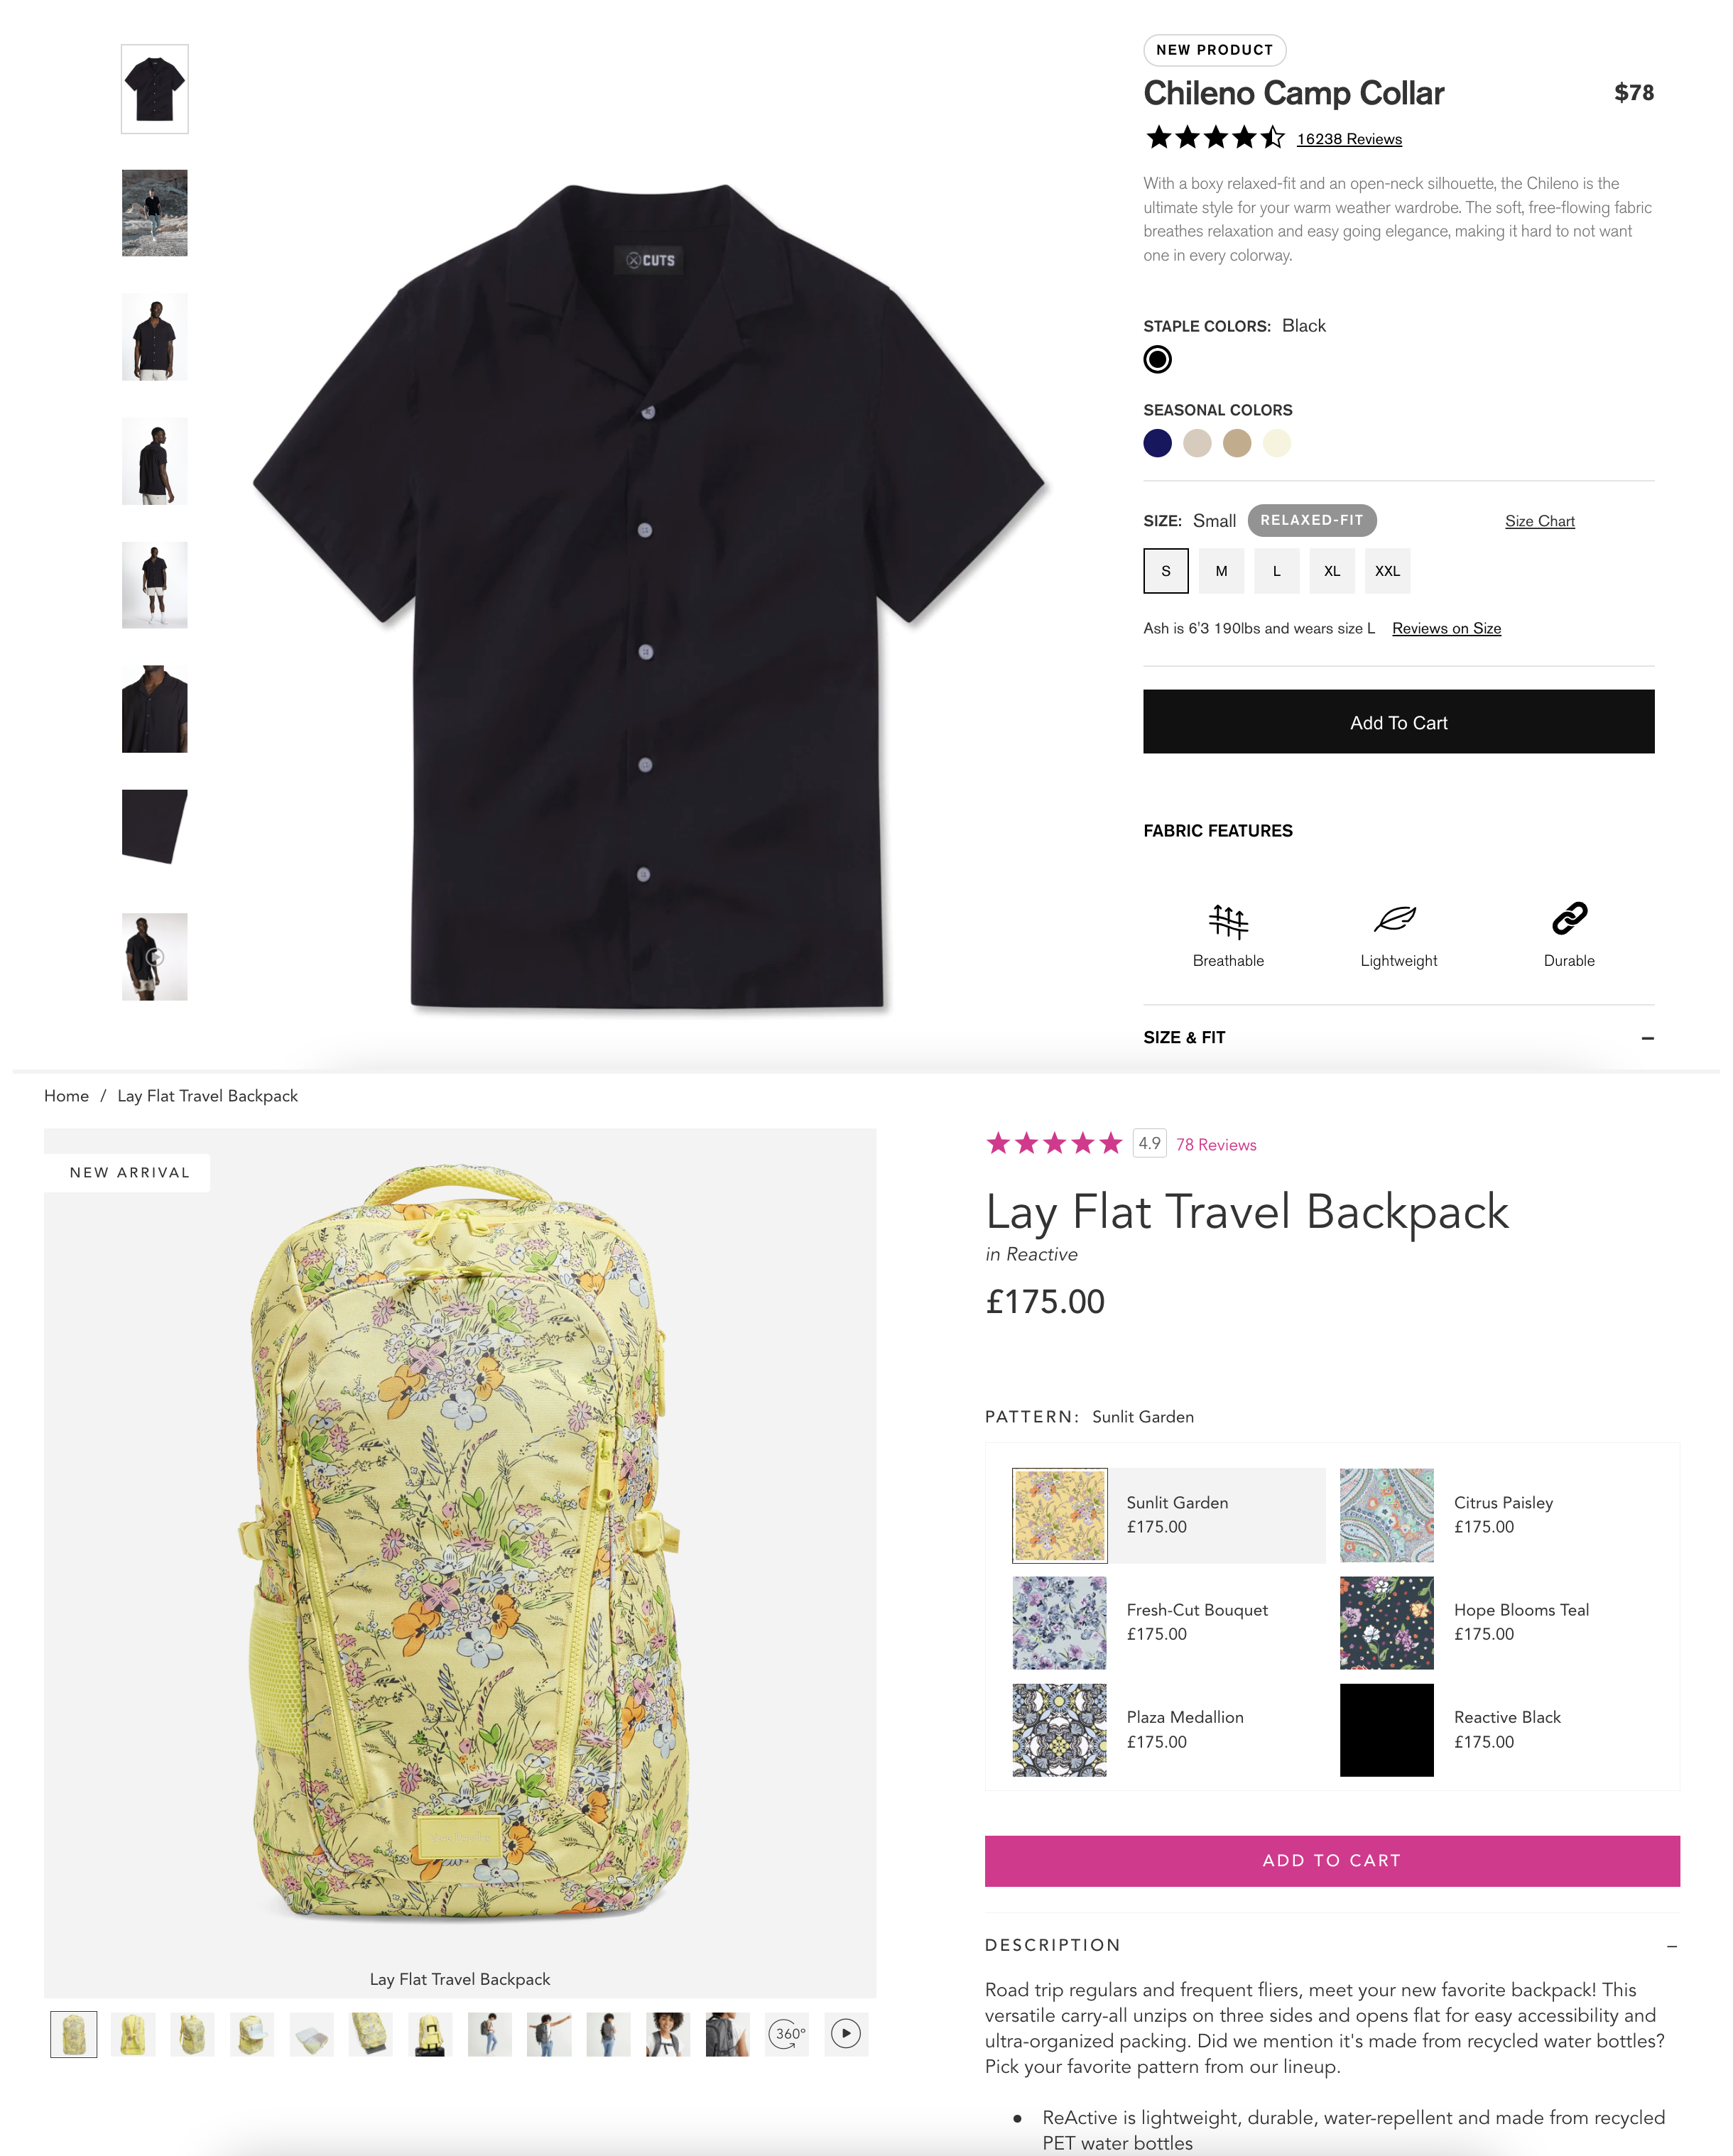 NEW PRODUCT
Chileno Camp Collar
$78
16238 Reviews
With a boxy relaxed-fit and an open-neck silhouette, the Chileno is the
ultimate style for your warm weather wardrobe. The soft, free-flowing fabric
breathes relaxation and easy going elegance, making it hard to not want
one in every colorway.
CUTS
STAPLE COLORS: Black
SEASONAL COLORS
SIZE: Small RELAXED-FIT Size Chart
S M L XL XXL
Ash is 6'3 190lbs and wears size L Reviews on Size
Add To Cart
FABRIC FEATURES
Breathable Lightweight Durable
SIZE & FIT –
Home / Lay Flat Travel Backpack
NEW ARRIVAL
Lay Flat Travel Backpack
360°
4.9 78 Reviews
Lay Flat Travel Backpack
in Reactive
£175.00
PATTERN: Sunlit Garden
Sunlit Garden
£175.00
Citrus Paisley
£175.00
Fresh-Cut Bouquet
£175.00
Hope Blooms Teal
£175.00
Plaza Medallion
£175.00
Reactive Black
£175.00
ADD TO CART
DESCRIPTION –
Road trip regulars and frequent fliers, meet your new favorite backpack! This
versatile carry-all unzips on three sides and opens flat for easy accessibility and
ultra-organized packing. Did we mention it's made from recycled water bottles?
Pick your favorite pattern from our lineup.
● ReActive is lightweight, durable, water-repellent and made from recycled
PET water bottles